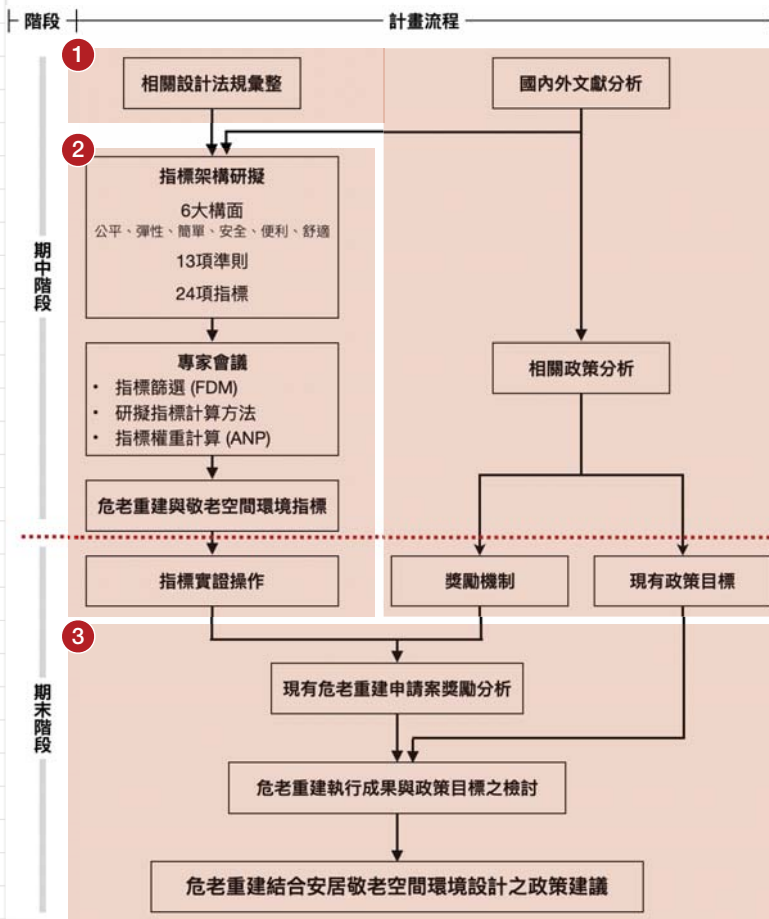 階段
計畫流程
1
相關設計法規彙整
國內外文獻分析
2
指標架構研擬
6大構面
公平、彈性、簡單、安全、便利、舒適
13項準則
24項指標
期中階段
專家會議
• 指標篩選 (FDM)
• 研擬指標計算方法
• 指標權重計算 (ANP)
相關政策分析
危老重建與敬老空間環境指標
指標實證操作
獎勵機制
現有政策目標
3
期末階段
現有危老重建申請案獎勵分析
危老重建執行成果與政策目標之檢討
危老重建結合安居敬老空間環境設計之政策建議